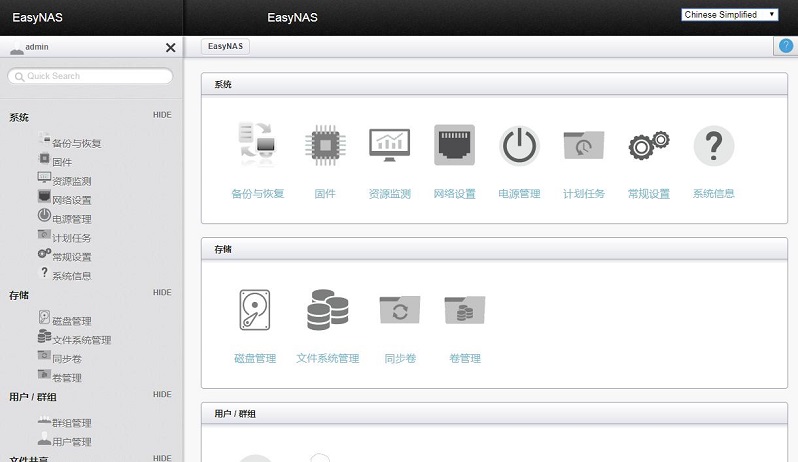 EasyNAS
EasyNAS
Chinese Simplified
admin
EasyNAS
?
Quick Search
系统
HIDE
备份与恢复
固件
资源监测
网络设置
电源管理
计划任务
常规设置
系统信息
存储
HIDE
磁盘管理
文件系统管理
同步卷
卷管理
用户 / 群组
HIDE
群组管理
用户管理
文件共享
HIDE
系统
备份与恢复
固件
资源监测
网络设置
电源管理
计划任务
常规设置
系统信息
存储
磁盘管理
文件系统管理
同步卷
卷管理
用户 / 群组